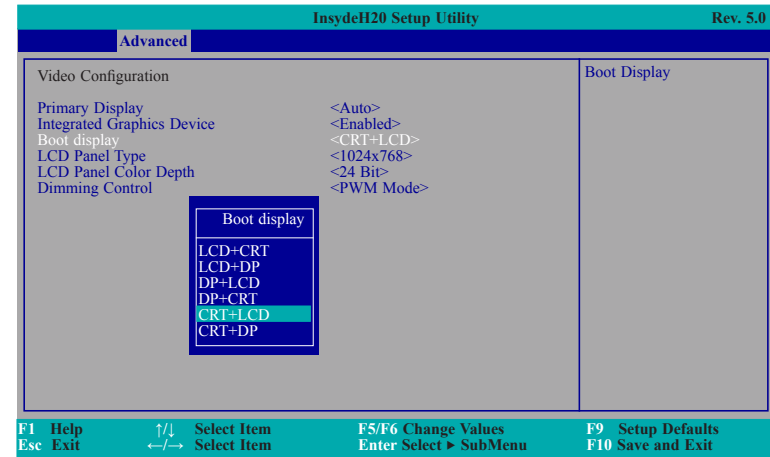 InsydeH20 Setup Utility Rev. 5.0
Advanced
Video Configuration
Boot Display
Primary Display <Auto>
Integrated Graphics Device <Enabled>
Boot display <CRT+LCD>
LCD Panel Type <1024x768>
LCD Panel Color Depth <24 Bit>
Dimming Control <PWM Mode>
Boot display
LCD+CRT
LCD+DP
DP+LCD
DP+CRT
CRT+LCD
CRT+DP
F1 Help ↑/↓ Select Item F5/F6 Change Values F9 Setup Defaults
Esc Exit ←/→ Select Item Enter Select ► SubMenu F10 Save and Exit